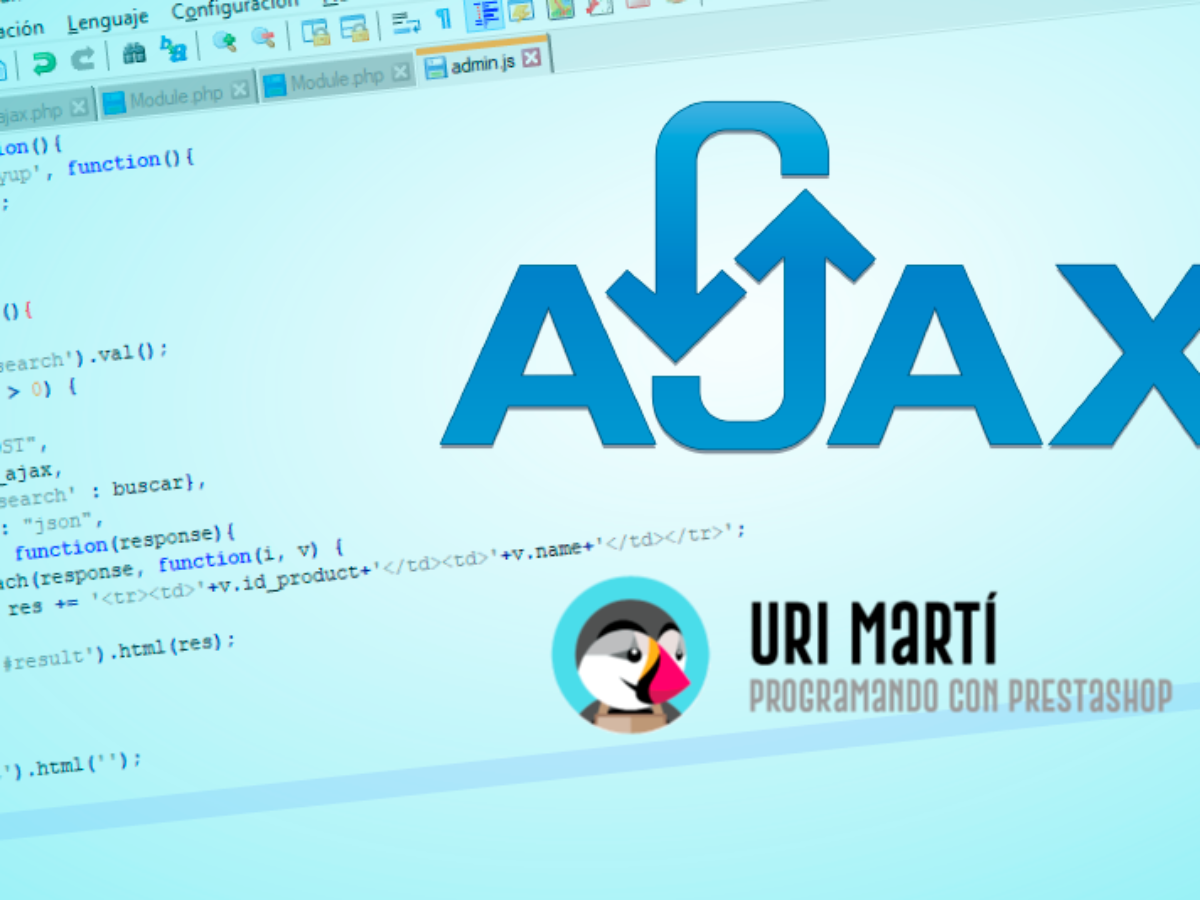 ación Lenguaje Configuración
ajax.php Module.php Module.php admin.js
ion(){
yup', function(){
;
(){
search').val();
> 0) {
OST",
_ajax,
search' : buscar},
: "json",
function(response){
ach(response, function(i, v) {
res += '<tr><td>'+v.id_product+'</td><td>'+v.name+'</td></tr>';
#result').html(res);
').html('');
AJAX
URI MARTÍ
PROGRAMANDO CON PRESTASHOP